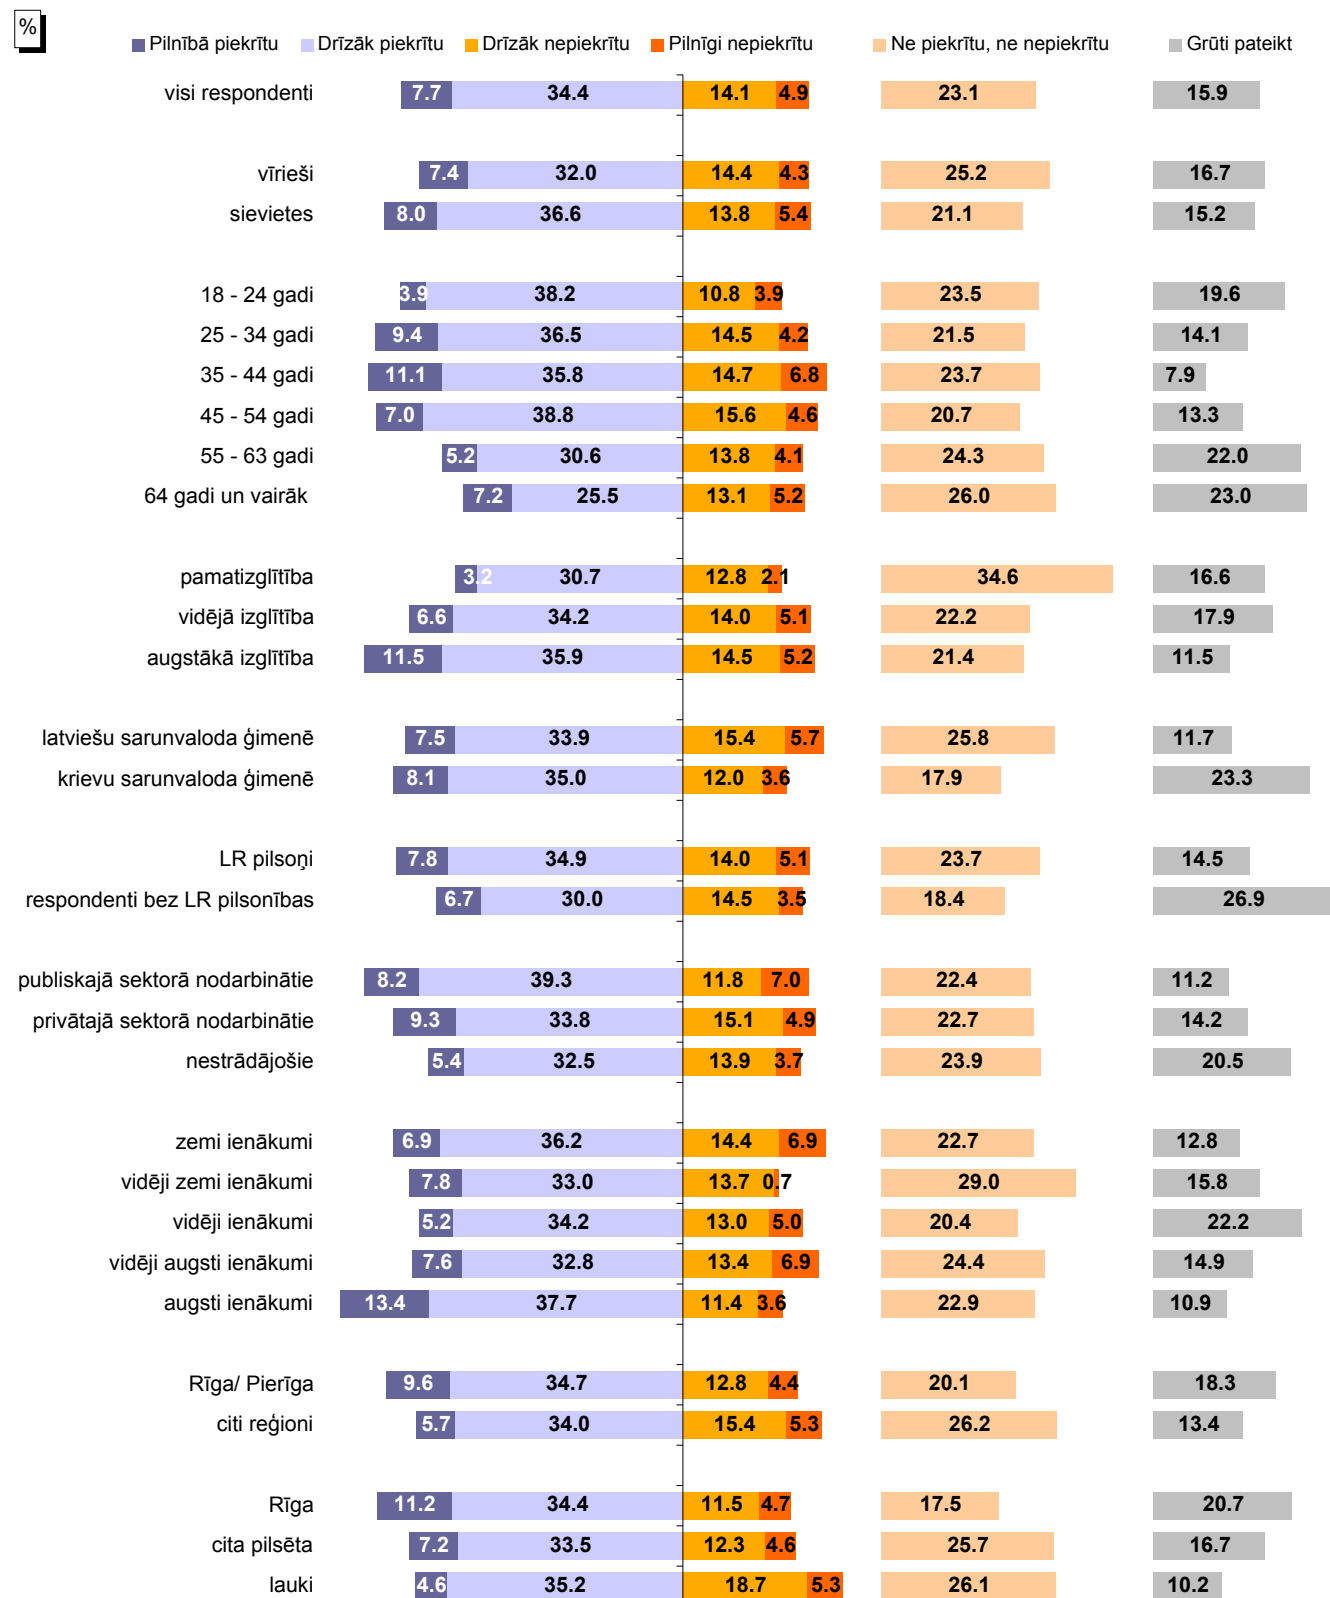 %
Pilnībā piekrītu Drīzāk piekrītu Drīzāk nepiekrītu Pilnīgi nepiekrītu Ne piekrītu, ne nepiekrītu Grūti pateikt
visi respondenti 7.7 34.4 14.1 4.9 23.1 15.9
vīrieši 7.4 32.0 14.4 4.3 25.2 16.7
sievietes 8.0 36.6 13.8 5.4 21.1 15.2
18 - 24 gadi 3.9 38.2 10.8 3.9 23.5 19.6
25 - 34 gadi 9.4 36.5 14.5 4.2 21.5 14.1
35 - 44 gadi 11.1 35.8 14.7 6.8 23.7 7.9
45 - 54 gadi 7.0 38.8 15.6 4.6 20.7 13.3
55 - 63 gadi 5.2 30.6 13.8 4.1 24.3 22.0
64 gadi un vairāk 7.2 25.5 13.1 5.2 26.0 23.0
pamatizglītība 3.2 30.7 12.8 2.1 34.6 16.6
vidējā izglītība 6.6 34.2 14.0 5.1 22.2 17.9
augstākā izglītība 11.5 35.9 14.5 5.2 21.4 11.5
latviešu sarunvaloda ģimenē 7.5 33.9 15.4 5.7 25.8 11.7
krievu sarunvaloda ģimenē 8.1 35.0 12.0 3.6 17.9 23.3
LR pilsoņi 7.8 34.9 14.0 5.1 23.7 14.5
respondenti bez LR pilsonības 6.7 30.0 14.5 3.5 18.4 26.9
publiskajā sektorā nodarbinātie 8.2 39.3 11.8 7.0 22.4 11.2
privātajā sektorā nodarbinātie 9.3 33.8 15.1 4.9 22.7 14.2
nestrādājošie 5.4 32.5 13.9 3.7 23.9 20.5
zemi ienākumi 6.9 36.2 14.4 6.9 22.7 12.8
vidēji zemi ienākumi 7.8 33.0 13.7 0.7 29.0 15.8
vidēji ienākumi 5.2 34.2 13.0 5.0 20.4 22.2
vidēji augsti ienākumi 7.6 32.8 13.4 6.9 24.4 14.9
augsti ienākumi 13.4 37.7 11.4 3.6 22.9 10.9
Rīga/ Pierīga 9.6 34.7 12.8 4.4 20.1 18.3
citi reģioni 5.7 34.0 15.4 5.3 26.2 13.4
Rīga 11.2 34.4 11.5 4.7 17.5 20.7
cita pilsēta 7.2 33.5 12.3 4.6 25.7 16.7
lauki 4.6 35.2 18.7 5.3 26.1 10.2